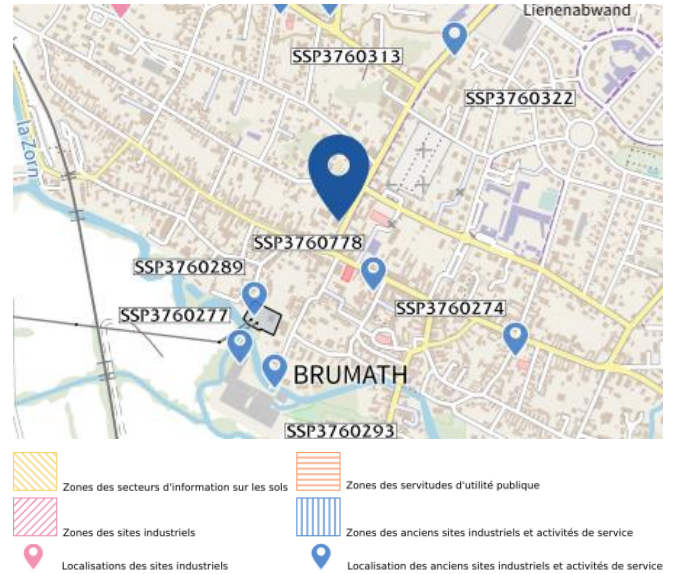 Lienenabwand
SSP3760313
SSP3760322
la Zorn
SSP3760778
SSP3760289
SSP3760277
SSP3760274
BRUMATH
SSP3760293
Zones des secteurs d'information sur les sols
Zones des servitudes d'utilité publique
Zones des sites industriels
Zones des anciens sites industriels et activités de service
Localisations des sites industriels
Localisation des anciens sites industriels et activités de service